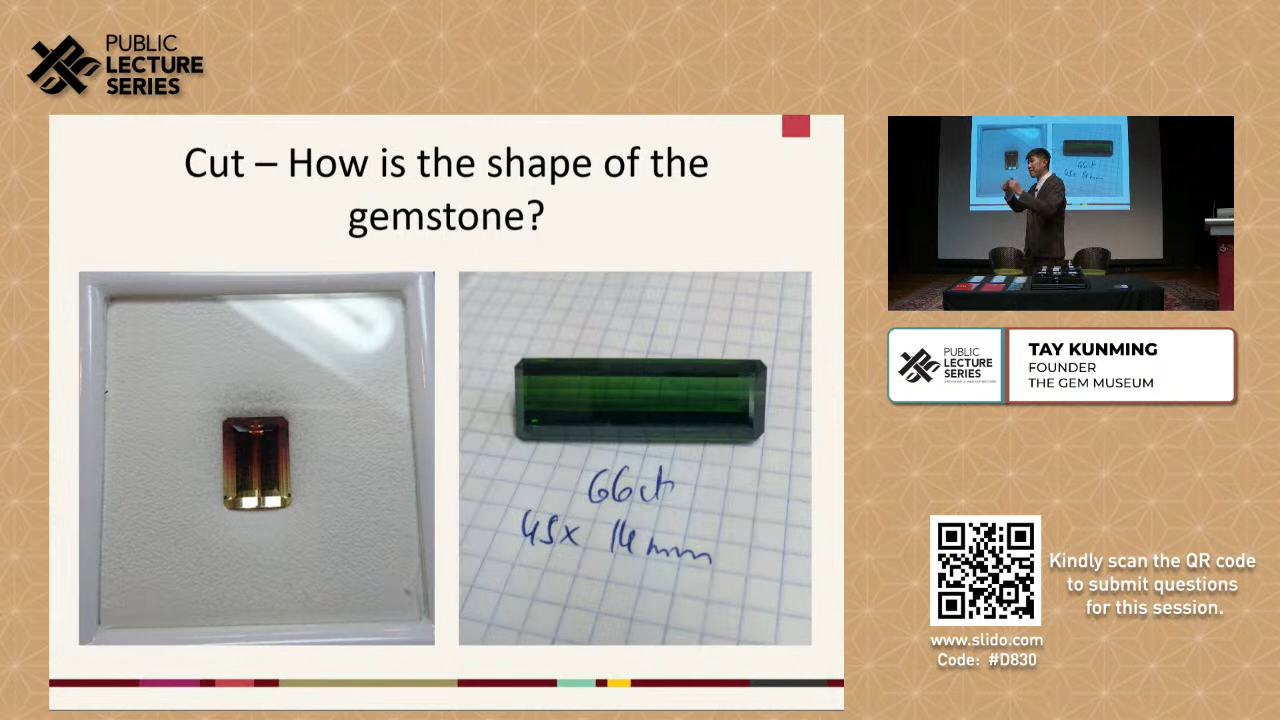 PUBLIC
LECTURE
SERIES
Cut – How is the shape of the
gemstone?
66ct
45x 14mm
PUBLIC
LECTURE
SERIES
TAY KUNMING
FOUNDER
THE GEM MUSEUM
Kindly scan the QR code
to submit questions
for this session.
www.slido.com
Code: #D830